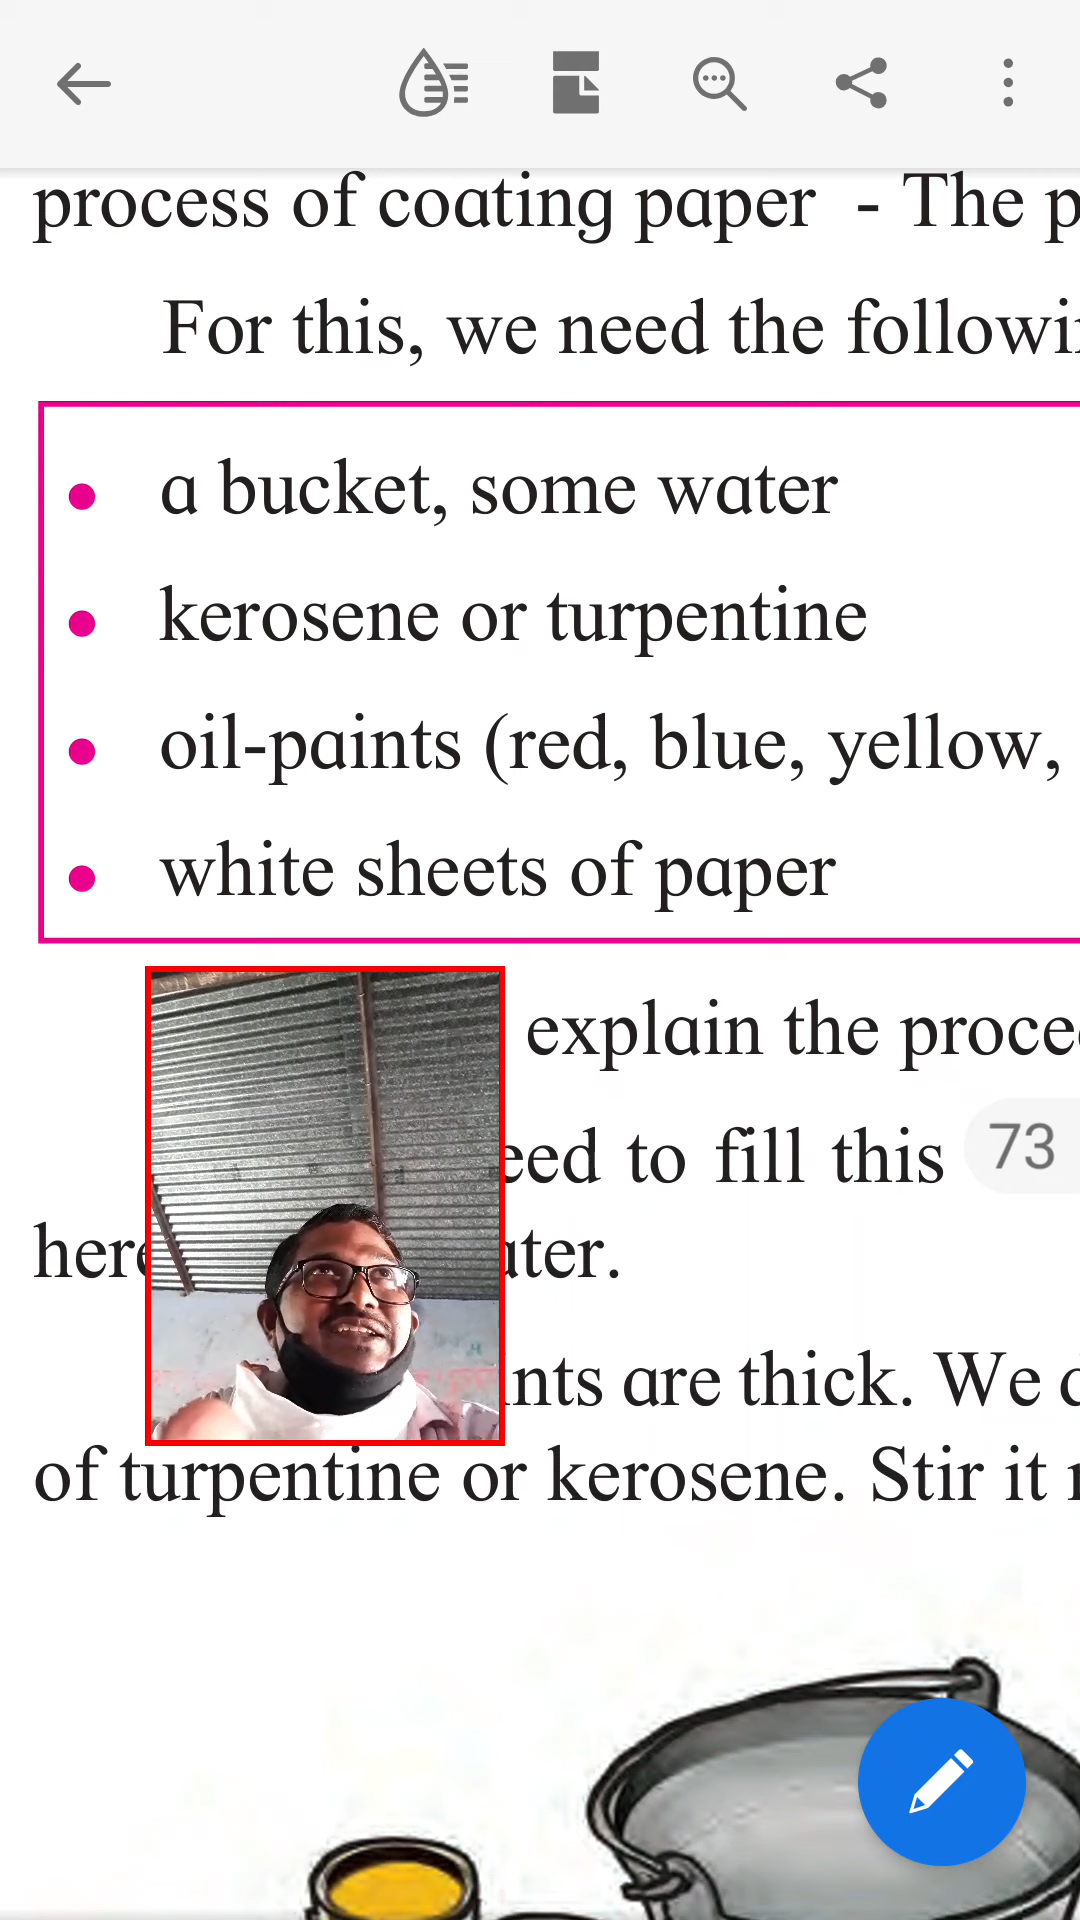 process of coating paper - The p
For this, we need the followi
• a bucket, some water
• kerosene or turpentine
• oil-paints (red, blue, yellow,
• white sheets of paper
explain the proce
eed to fill this
73
here ater.
nts are thick. We d
of turpentine or kerosene. Stir it